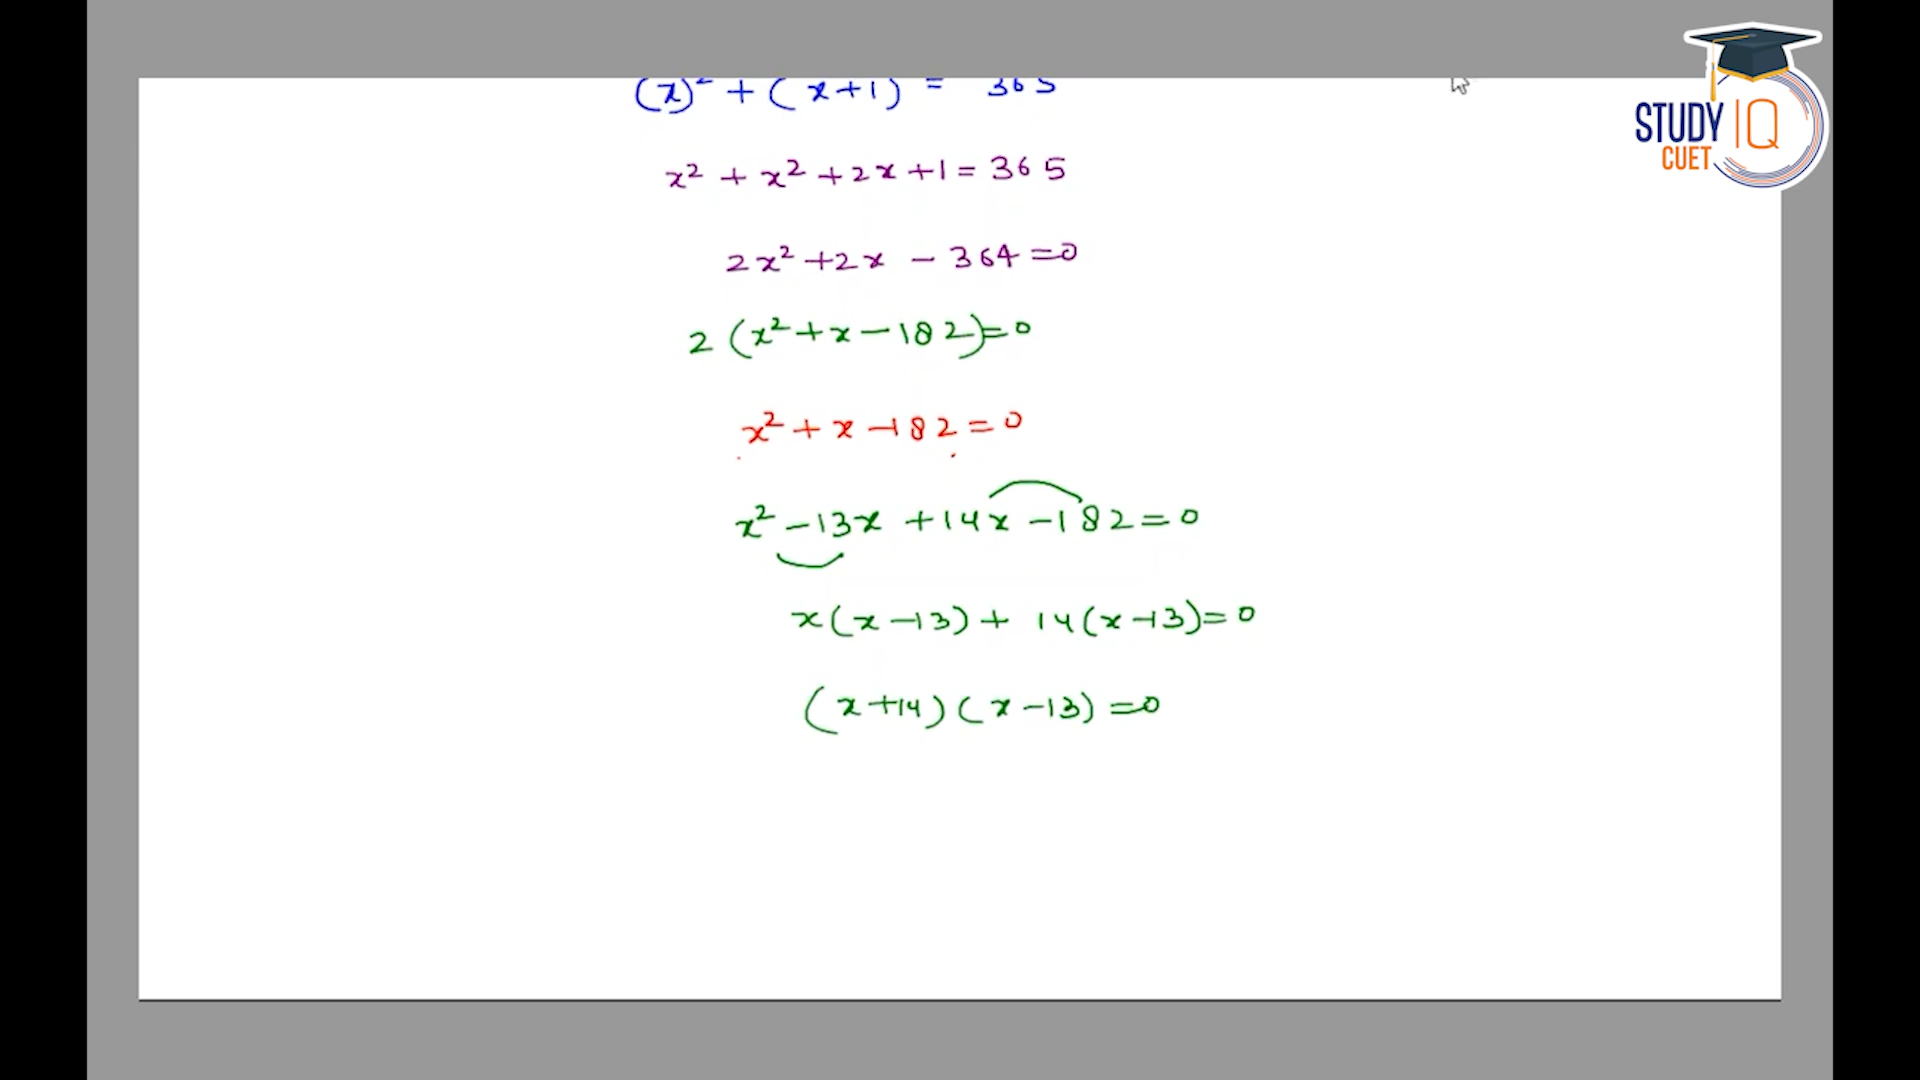 (x)² + (x+1) = 365
x² + x² + 2x + 1 = 365
2x² + 2x - 364 = 0
2 (x² + x - 182) = 0
x² + x - 182 = 0
x² - 13x + 14x - 182 = 0
x(x - 13) + 14(x - 13) = 0
(x + 14)(x - 13) = 0
STUDY IQ
CUET